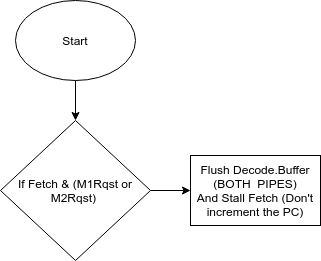 Start
If Fetch & (M1Rqst or
M2Rqst)
Flush Decode.Buffer
(BOTH PIPES)
And Stall Fetch (Don't
increment the PC)